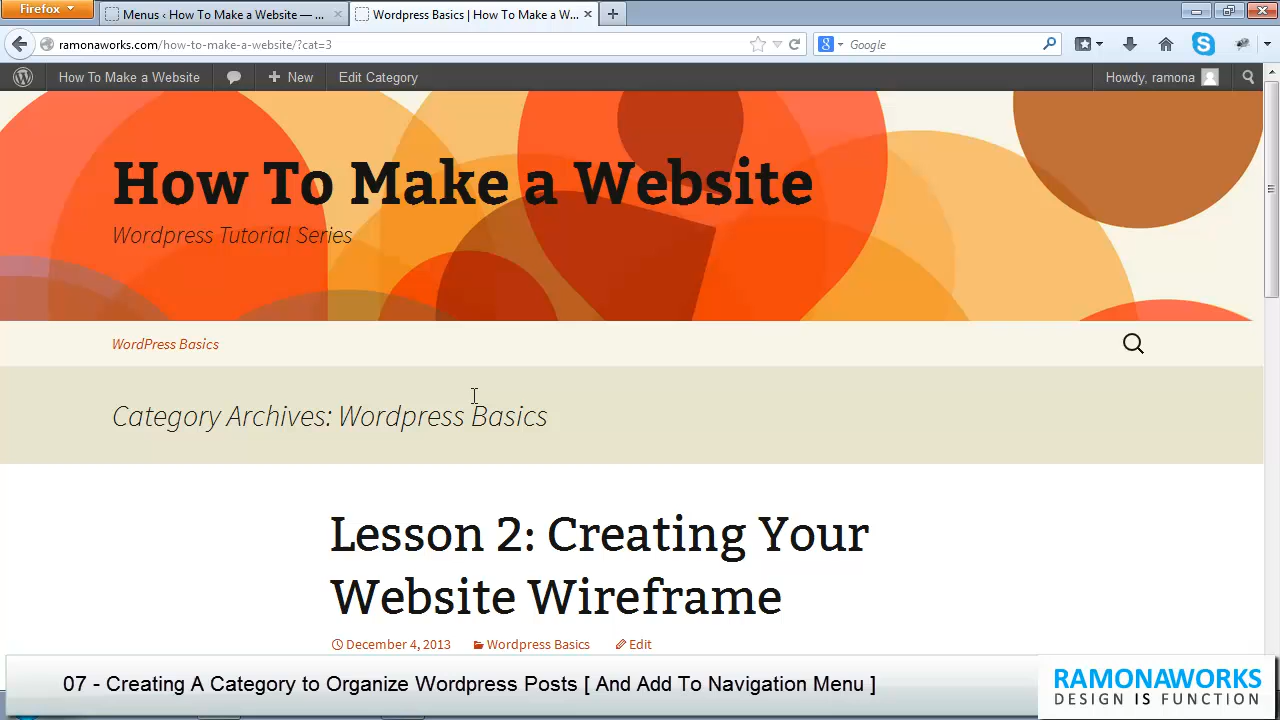 Firefox
Menus ‹ How To Make a Website — ...
Wordpress Basics | How To Make a W...
ramonaworks.com/how-to-make-a-website/?cat=3
Google
How To Make a Website
New
Edit Category
Howdy, ramona
How To Make a Website
Wordpress Tutorial Series
WordPress Basics
Category Archives: Wordpress Basics
Lesson 2: Creating Your
Website Wireframe
December 4, 2013 Wordpress Basics Edit
07 - Creating A Category to Organize Wordpress Posts [ And Add To Navigation Menu ]
RAMONAWORKS
DESIGN IS FUNCTION